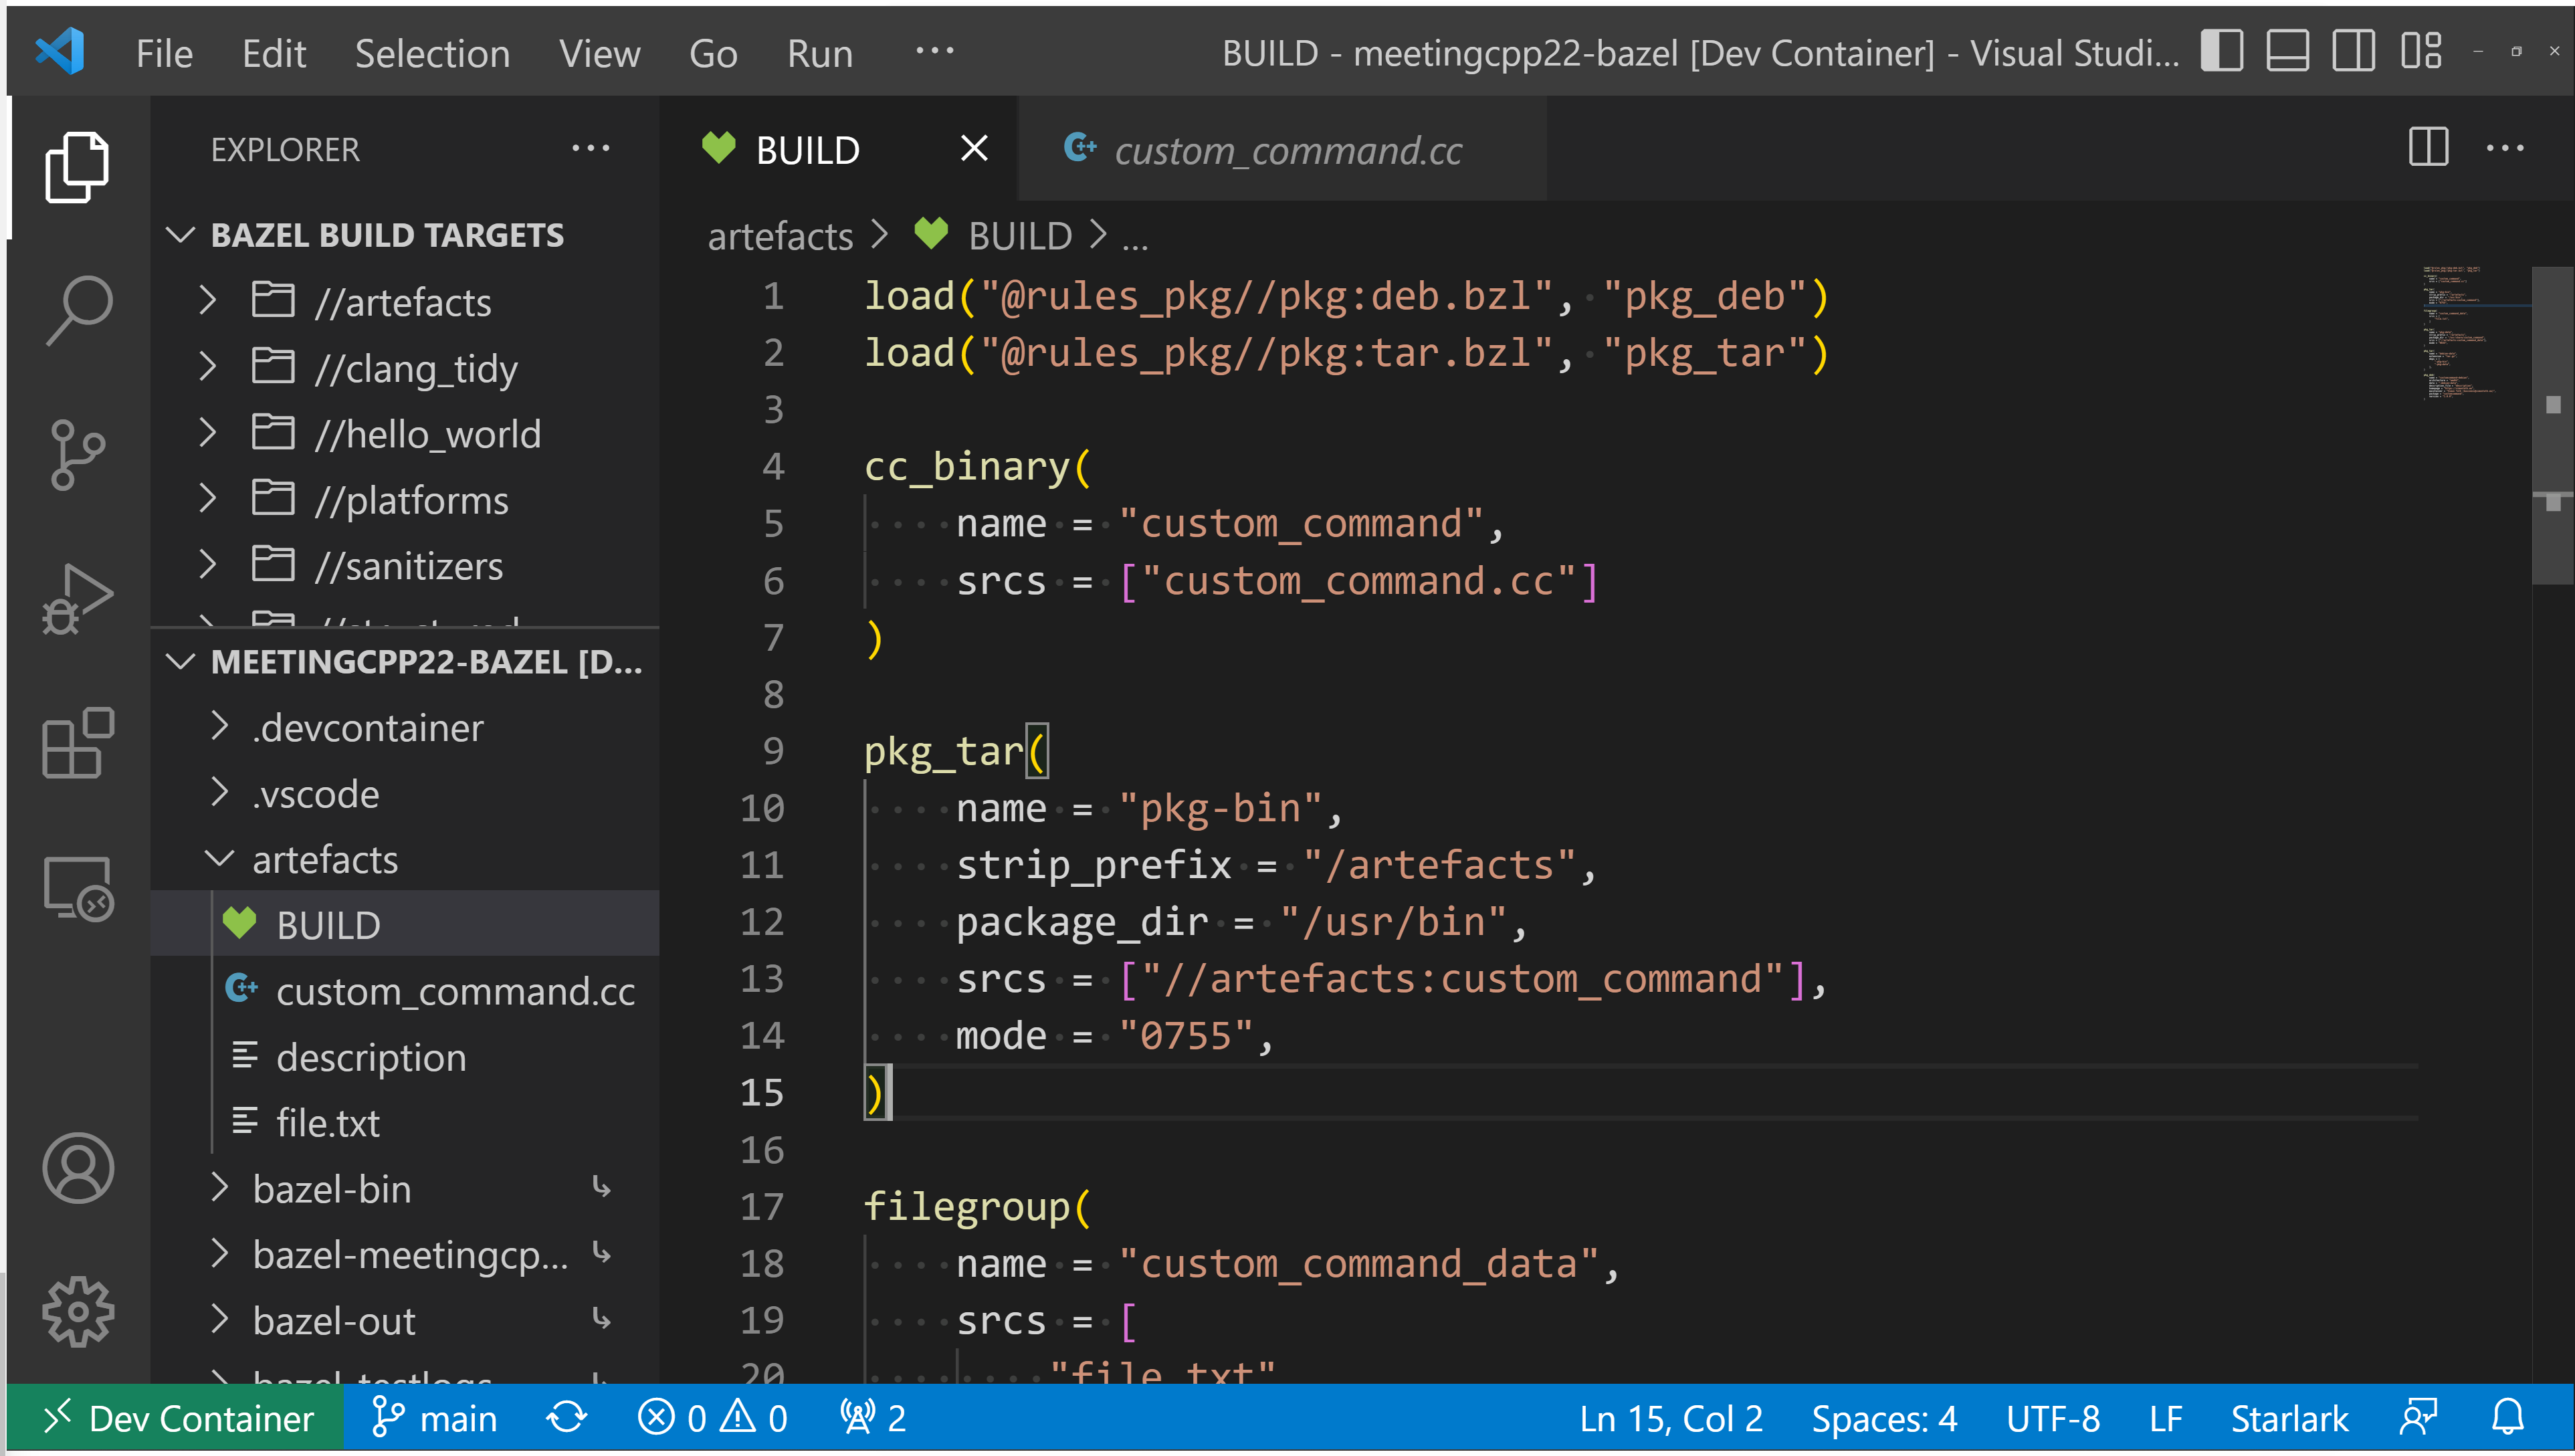 File Edit Selection View Go Run ··· BUILD - meetingcpp22-bazel [Dev Container] - Visual Studi...
EXPLORER ···
BAZEL BUILD TARGETS
//artefacts
//clang_tidy
//hello_world
//platforms
//sanitizers
MEETINGCPP22-BAZEL [D...
.devcontainer
.vscode
artefacts
BUILD
custom_command.cc
description
file.txt
bazel-bin
bazel-meetingcp...
bazel-out
bazel-testlogs
BUILD custom_command.cc
artefacts > BUILD > ...
1 load("@rules_pkg//pkg:deb.bzl", "pkg_deb")
2 load("@rules_pkg//pkg:tar.bzl", "pkg_tar")
3
4 cc_binary(
5 name = "custom_command",
6 srcs = ["custom_command.cc"]
7 )
8
9 pkg_tar(
10 name = "pkg-bin",
11 strip_prefix = "/artefacts",
12 package_dir = "/usr/bin",
13 srcs = ["//artefacts:custom_command"],
14 mode = "0755",
15 )
16
17 filegroup(
18 name = "custom_command_data",
19 srcs = [
20 "file.txt"
Dev Container main 0 0 2 Ln 15, Col 2 Spaces: 4 UTF-8 LF Starlark